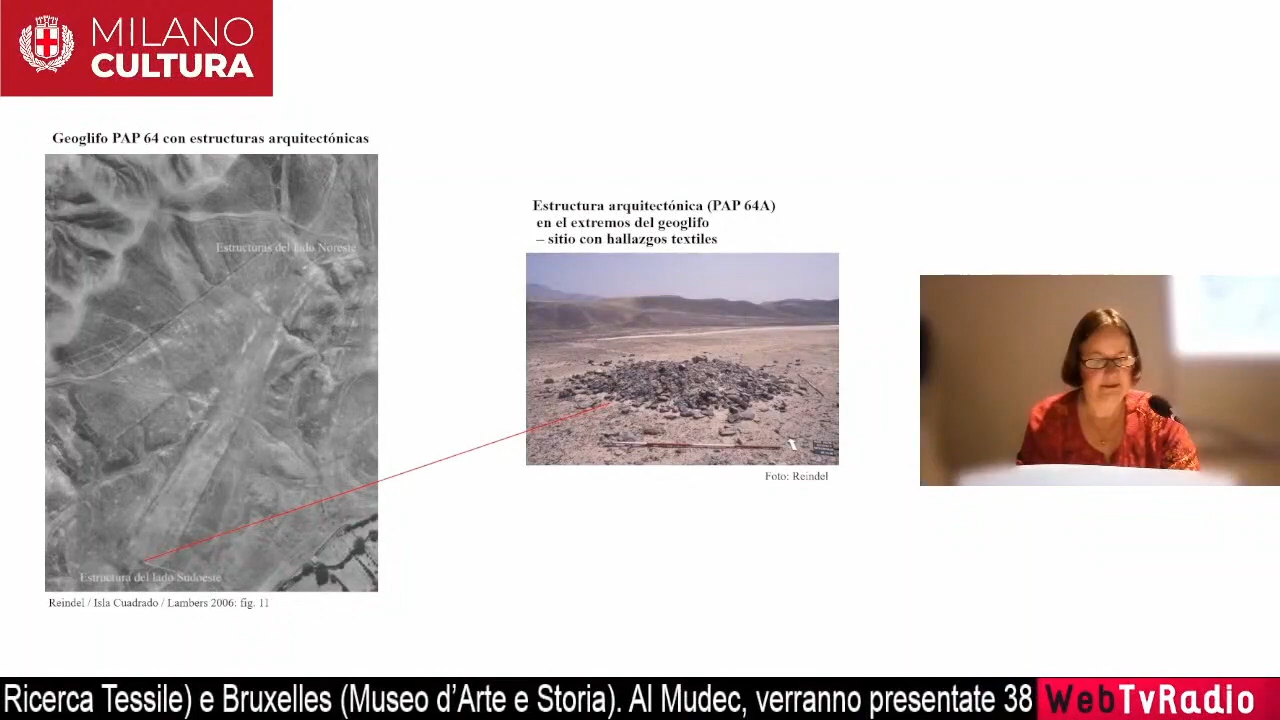 MILANO
CULTURA
Geoglifo PAP 64 con estructuras arquitectónicas
Estructuras del lado Noreste
Estructura del lado Sudoeste
Reindel / Isla Cuadrado / Lambers 2006: fig. 11
Estructura arquitectónica (PAP 64A)
en el extremos del geoglifo
– sitio con hallazgos textiles
Foto: Reindel
Ricerca Tessile) e Bruxelles (Museo d’Arte e Storia). Al Mudec, verranno presentate 38
WebTvRadio